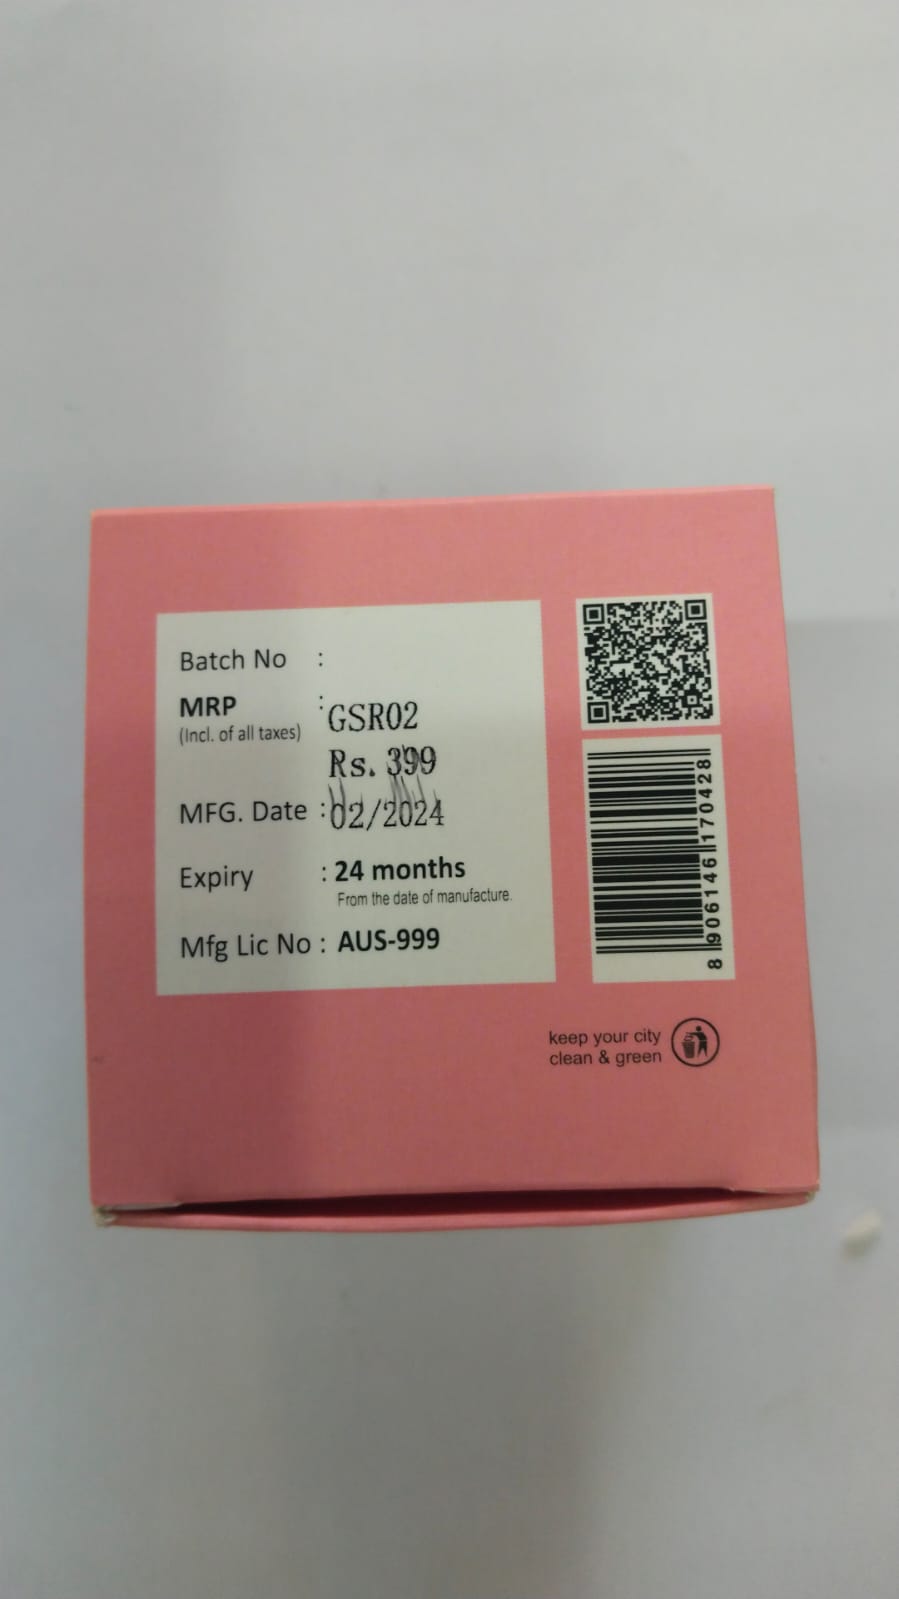 Batch No :
MRP :
(Incl. of all taxes)
GSR02
Rs. 399
MFG. Date : 02/2024
Expiry : 24 months
From the date of manufacture.
Mfg Lic No : AUS-999
8 906146 170428
keep your city
clean & green